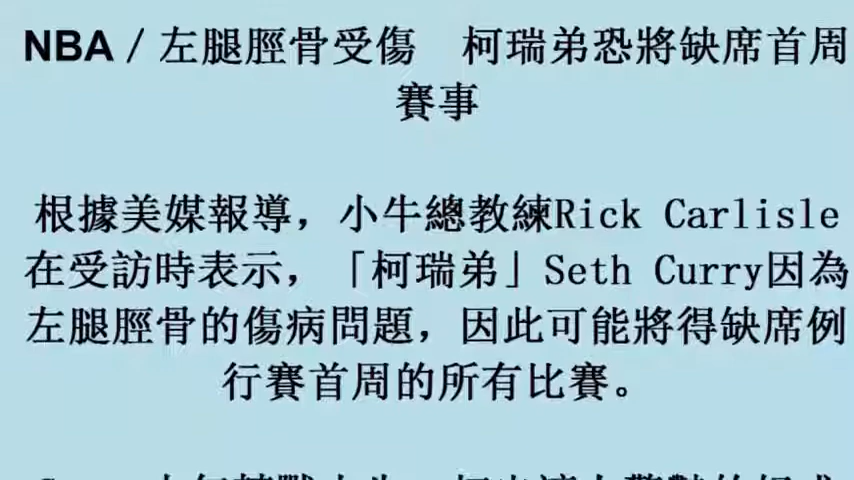 NBA / 左腿脛骨受傷　柯瑞弟恐將缺席首周
賽事
根據美媒報導，小牛總教練Rick Carlisle
在受訪時表示，「柯瑞弟」Seth Curry因為
左腿脛骨的傷病問題，因此可能將得缺席例
行賽首周的所有比賽。